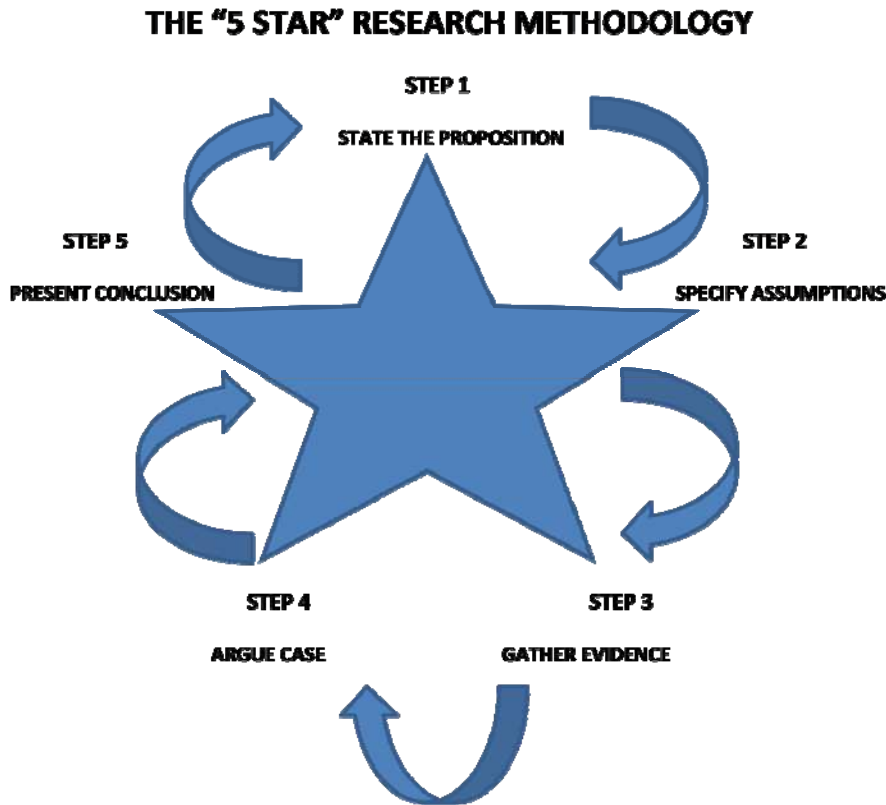 THE “5 STAR” RESEARCH METHODOLOGY
STEP 1
STATE THE PROPOSITION
STEP 2
SPECIFY ASSUMPTIONS
STEP 3
GATHER EVIDENCE
STEP 4
ARGUE CASE
STEP 5
PRESENT CONCLUSION